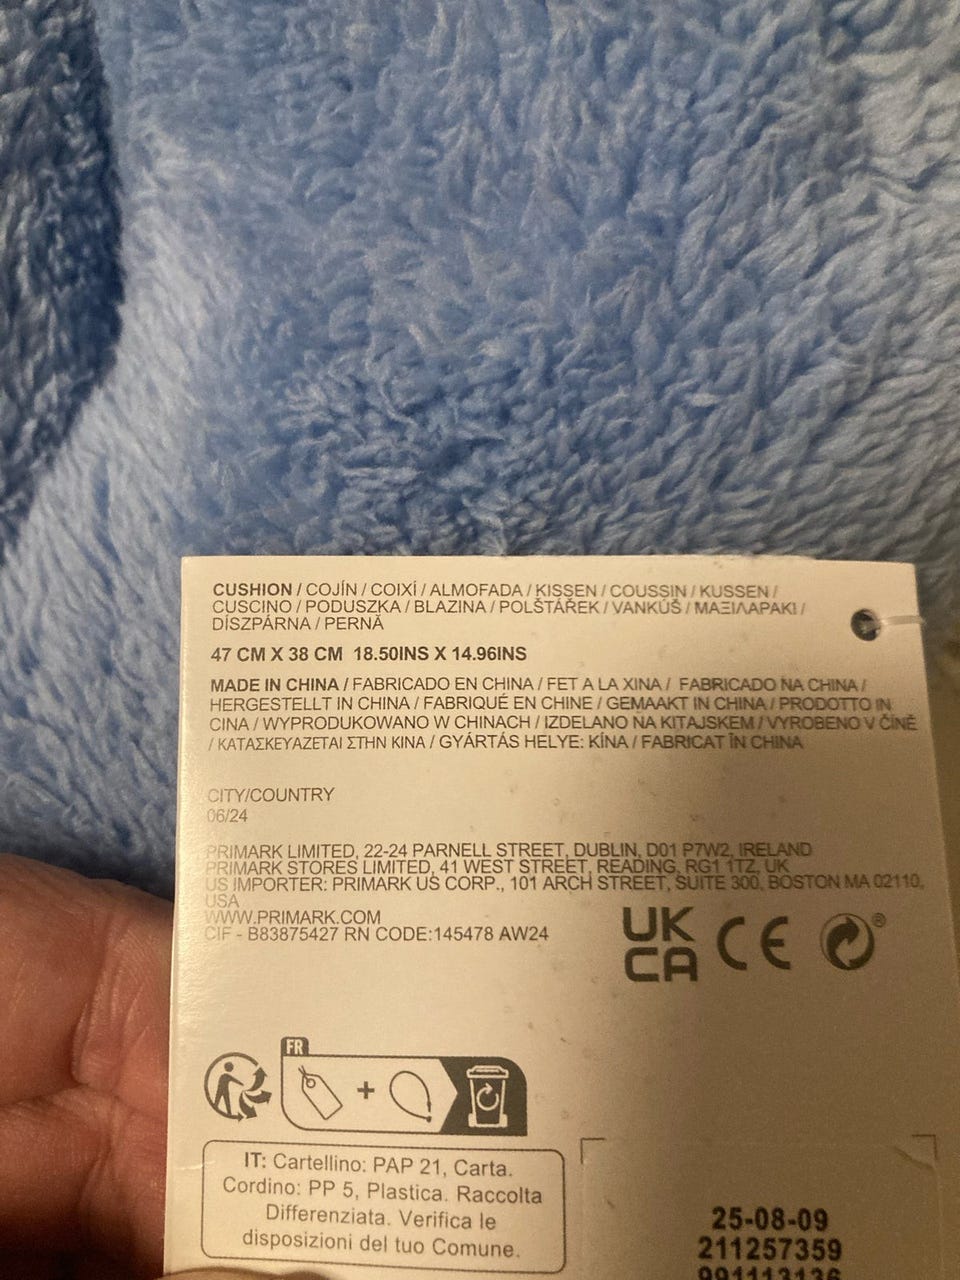 CUSHION / COJÍN / COIXÍ / ALMOFADA / KISSEN / COUSSIN / KUSSEN /
CUSCINO / PODUSZKA / BLAZINA / POLŠTÁŘEK / VANKÚŠ / ΜΑΞΙΛΑΡΑΚΙ /
DÍSZPÁRNA / PERNĂ
47 CM X 38 CM 18.50INS X 14.96INS
MADE IN CHINA / FABRICADO EN CHINA / FET A LA XINA / FABRICADO NA CHINA /
HERGESTELLT IN CHINA / FABRIQUÉ EN CHINE / GEMAAKT IN CHINA / PRODOTTO IN
CINA / WYPRODUKOWANO W CHINACH / IZDELANO NA KITAJSKEM / VYROBENO V ČÍNĚ
/ ΚΑΤΑΣΚΕΥΑΖΕΤΑΙ ΣΤΗΝ ΚΙΝΑ / GYÁRTÁS HELYE: KÍNA / FABRICAT ÎN CHINA
CITY/COUNTRY
06/24
PRIMARK LIMITED, 22-24 PARNELL STREET, DUBLIN, D01 P7W2, IRELAND
PRIMARK STORES LIMITED, 41 WEST STREET, READING, RG1 1TZ, UK
US IMPORTER: PRIMARK US CORP., 101 ARCH STREET, SUITE 300, BOSTON MA 02110,
USA
WWW.PRIMARK.COM
CIF - B83875427 RN CODE:145478 AW24
UK
CA CE ®
FR
IT: Cartellino: PAP 21, Carta.
Cordino: PP 5, Plastica. Raccolta
Differenziata. Verifica le
disposizioni del tuo Comune.
25-08-09
211257359
991113136